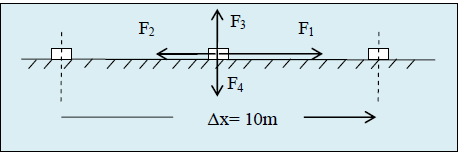 F₃
F₂ F₁
F₄
Δx= 10m